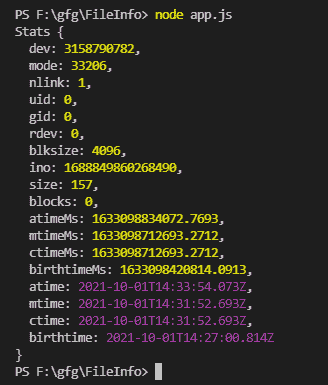 PS F:\gfg\FileInfo> node app.js
Stats {
  dev: 3158790782,
  mode: 33206,
  nlink: 1,
  uid: 0,
  gid: 0,
  rdev: 0,
  blksize: 4096,
  ino: 1688849860268490,
  size: 157,
  blocks: 0,
  atimeMs: 1633098834072.7693,
  mtimeMs: 1633098712693.2712,
  ctimeMs: 1633098712693.2712,
  birthtimeMs: 1633098420814.0913,
  atime: 2021-10-01T14:33:54.073Z,
  mtime: 2021-10-01T14:31:52.693Z,
  ctime: 2021-10-01T14:31:52.693Z,
  birthtime: 2021-10-01T14:27:00.814Z
}
PS F:\gfg\FileInfo>